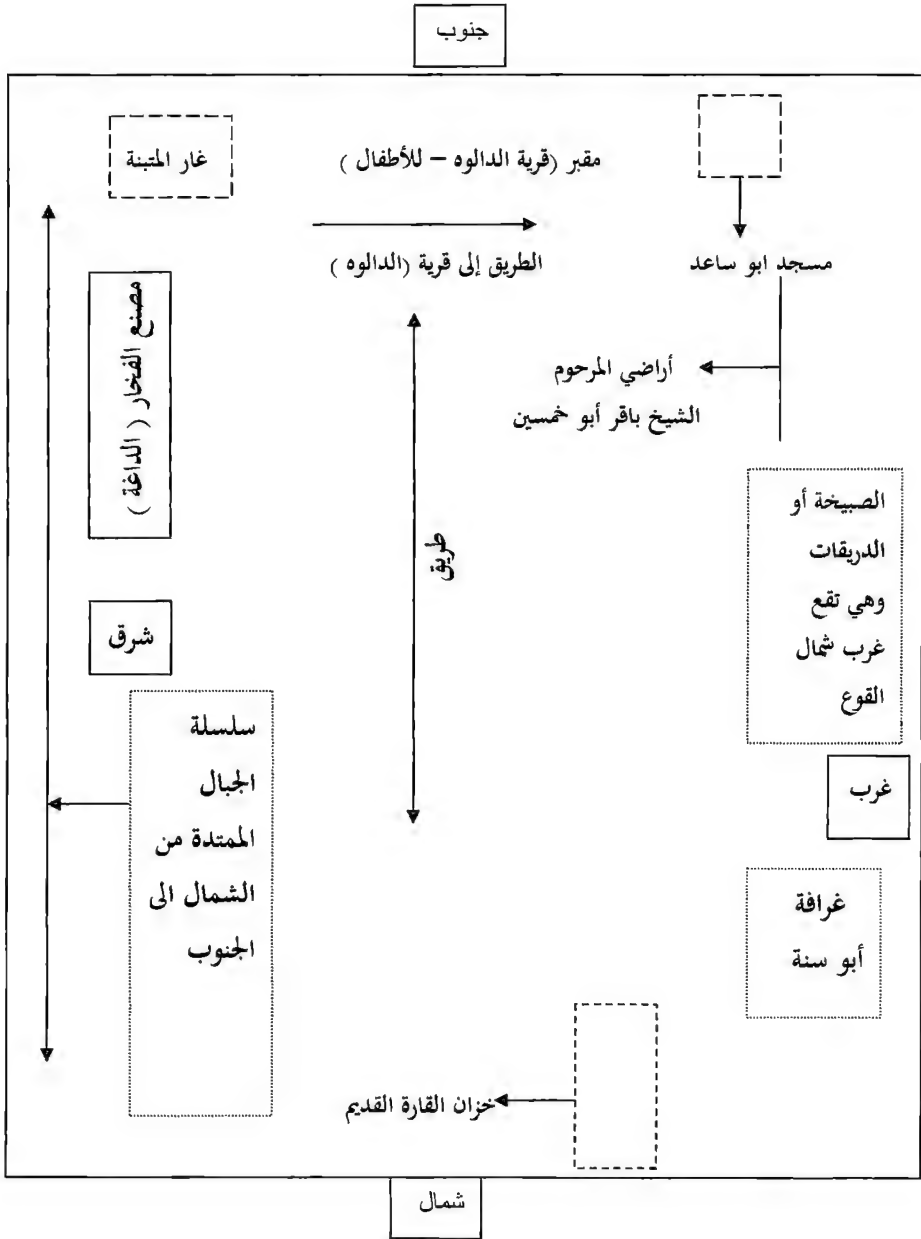 جنوب
غار المتبنة
مقبر (قرية الدالوه – للأطفال )
الطريق إلى قرية (الدالوه )
مسجد ابو ساعد
مصنع الفخار ( الداغة )
أراضي المرحوم
الشيخ باقر أبو خمسين
طريق
الصبيخة أو
الدريقات
وهي تقع
غرب شمال
القوع
شرق
سلسلة
الجبال
الممتدة من
الشمال الى
الجنوب
غرب
غرافة
أبو سنة
خزان القارة القديم
شمال